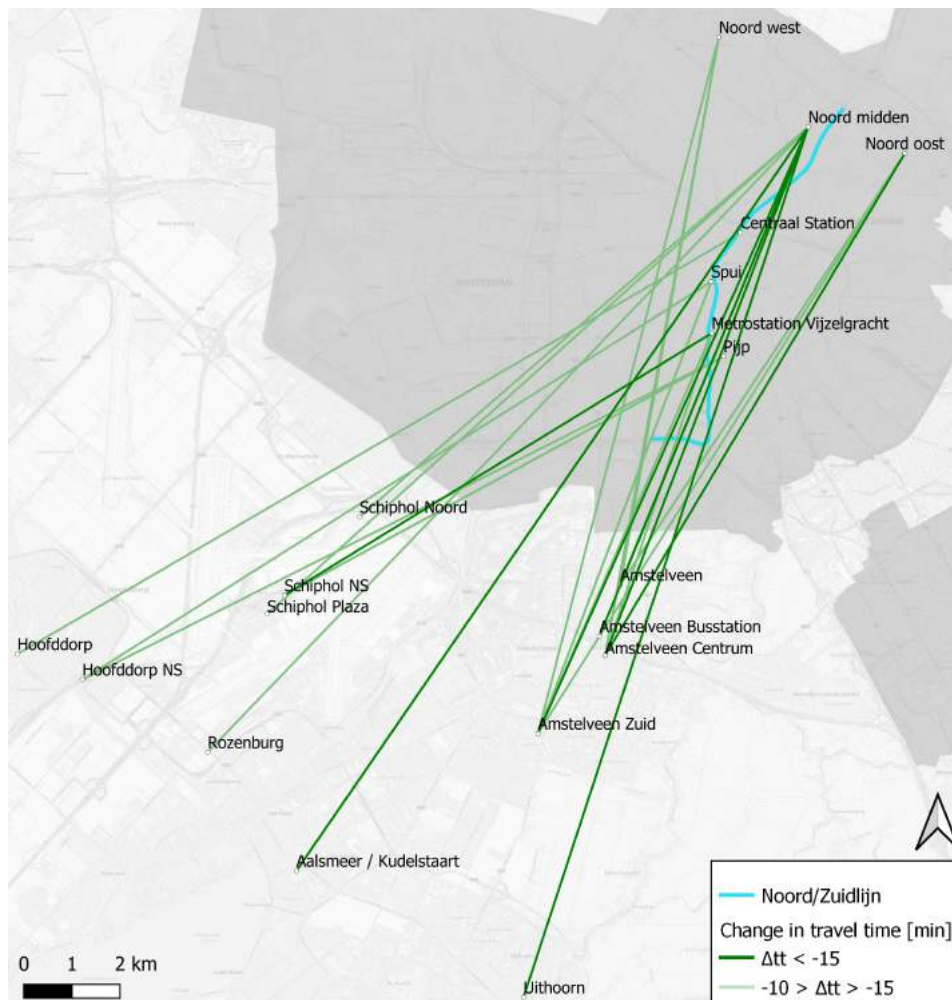 Noord west
Noord midden
Noord oost
Centraal Station
Spui
Metrostation Vijzelgracht
Pijp
AMSTERDAM
Schiphol Noord
Amstelveen
Schiphol NS
Schiphol Plaza
Amstelveen Busstation
Hoofddorp
Amstelveen Centrum
Hoofddorp NS
Amstelveen Zuid
Rozenburg
Aalsmeer / Kudelstaart
Uithoorn
0 1 2 km
Noord/Zuidlijn
Change in travel time [min]
Δtt < -15
-10 > Δtt > -15